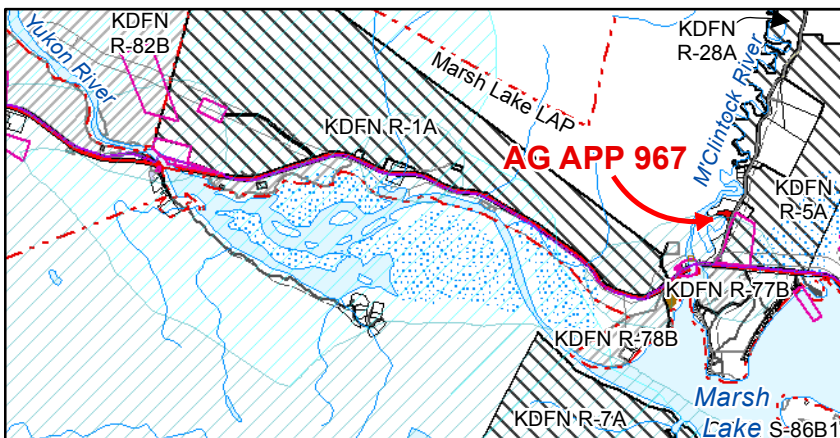 KDFN
R-82B
Yukon River
KDFN
R-28A
Marsh Lake LAP
M'Clintock River
KDFN R-1A
AG APP 967
KDFN
R-5A
KDFN R-77B
KDFN R-78B
KDFN R-7A
Marsh
Lake
S-86B1